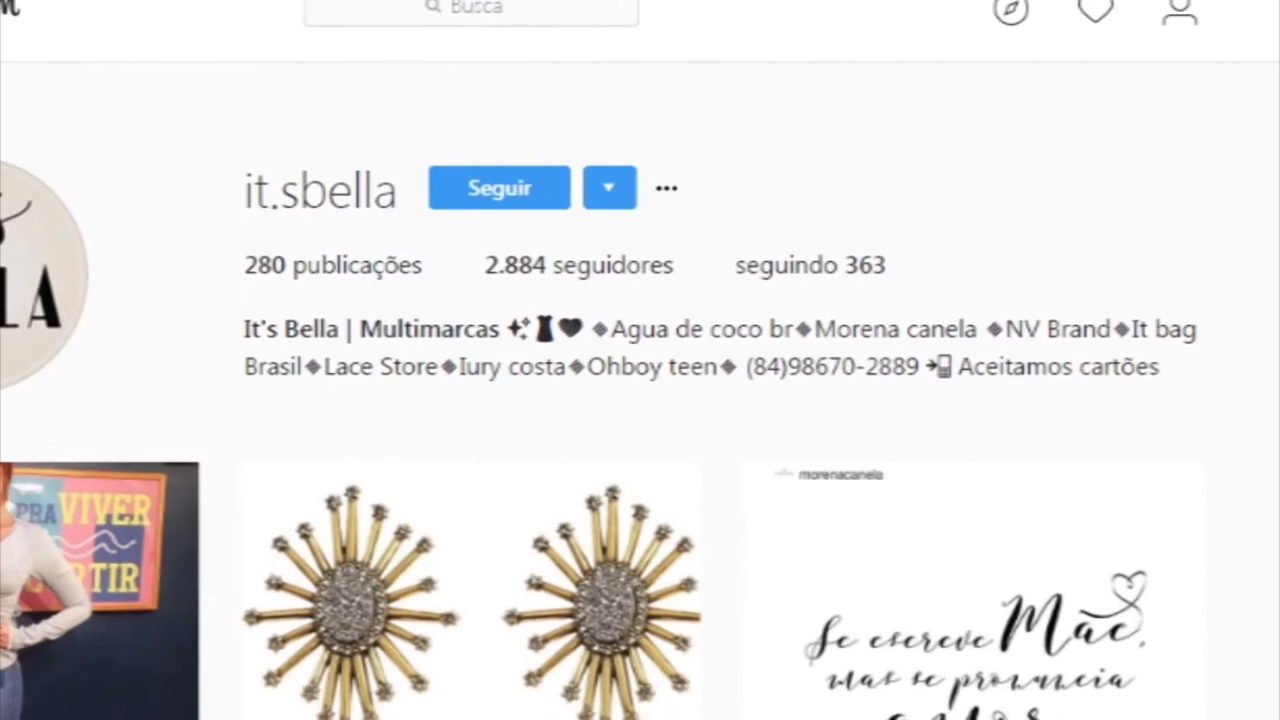 Busca
it.sbella Seguir
280 publicações 2.884 seguidores seguindo 363
It's Bella | Multimarcas ✨👗🖤 🔸Agua de coco br🔸Morena canela 🔸NV Brand🔸It bag
Brasil🔸Lace Store🔸Iury costa🔸Ohboy teen🔸 (84)98670-2889 📲 Aceitamos cartões
LA
PRA VIVER
RTIR
morenacanela
Se escreve Mãe,
mas se pronuncia